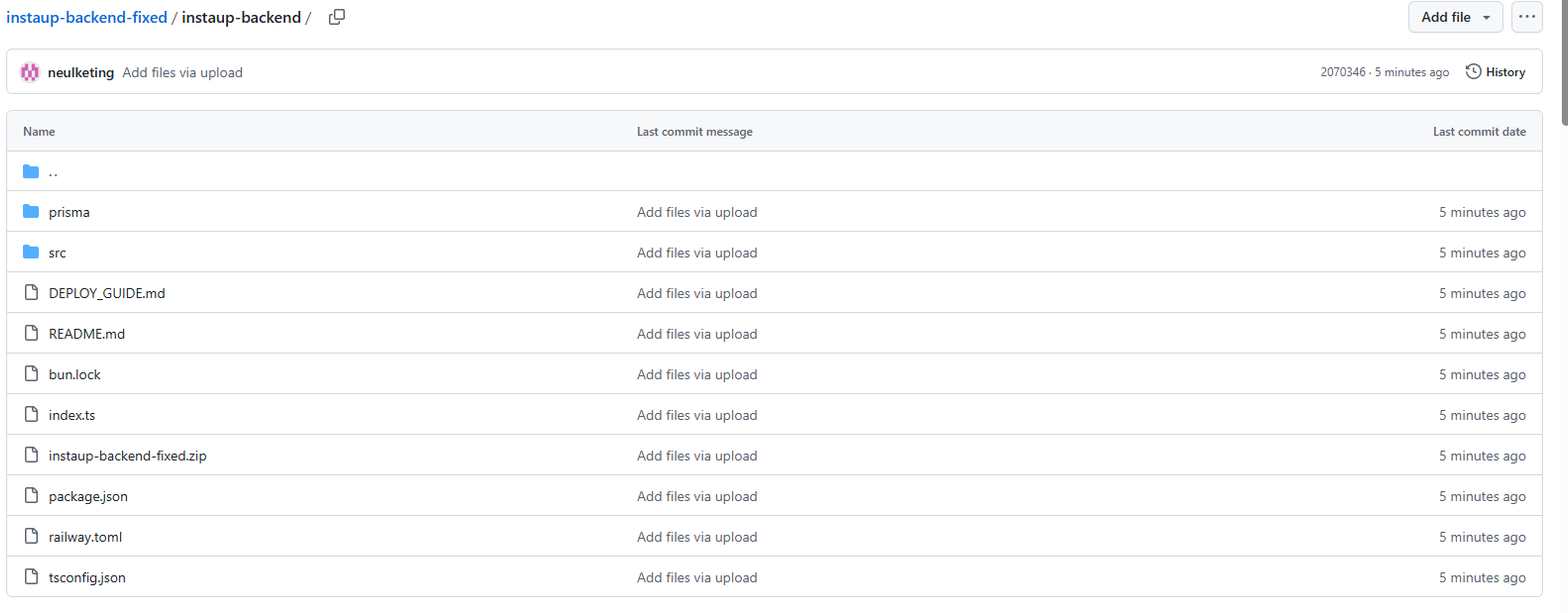 instaup-backend-fixed / instaup-backend /
Add file
neulketing Add files via upload 2070346 · 5 minutes ago History
Name Last commit message Last commit date
..
prisma Add files via upload 5 minutes ago
src Add files via upload 5 minutes ago
DEPLOY_GUIDE.md Add files via upload 5 minutes ago
README.md Add files via upload 5 minutes ago
bun.lock Add files via upload 5 minutes ago
index.ts Add files via upload 5 minutes ago
instaup-backend-fixed.zip Add files via upload 5 minutes ago
package.json Add files via upload 5 minutes ago
railway.toml Add files via upload 5 minutes ago
tsconfig.json Add files via upload 5 minutes ago